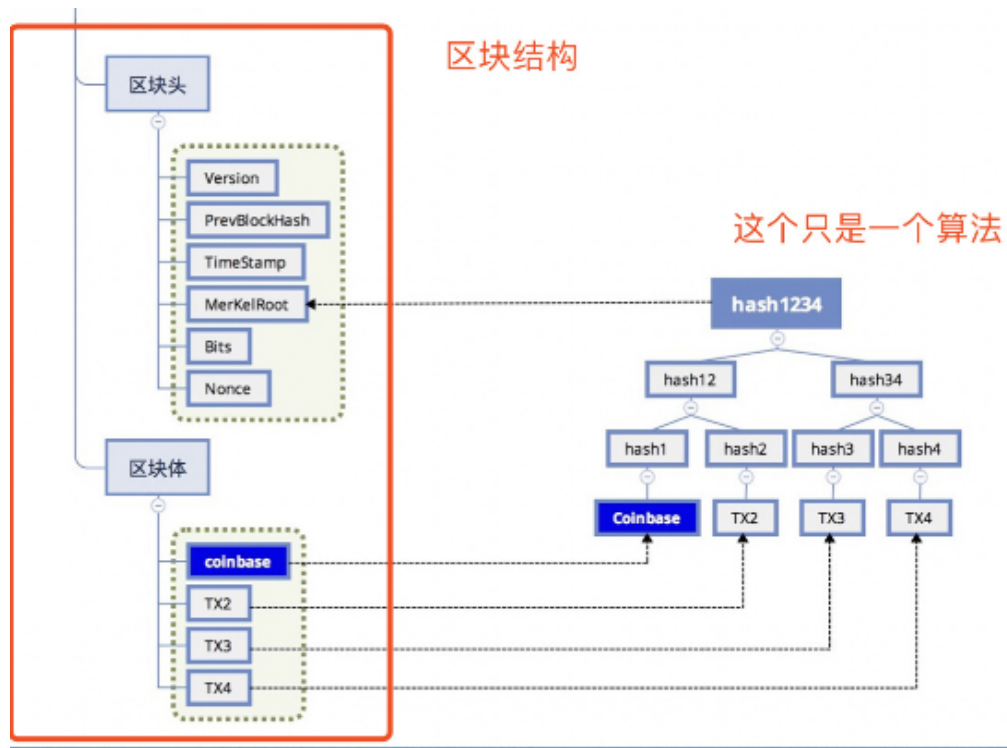 区块结构
区块头
Version
PrevBlockHash
TimeStamp
MerKelRoot
Bits
Nonce
区块体
coinbase
TX2
TX3
TX4
这个只是一个算法
hash1234
hash12
hash34
hash1
hash2
hash3
hash4
Coinbase
TX2
TX3
TX4